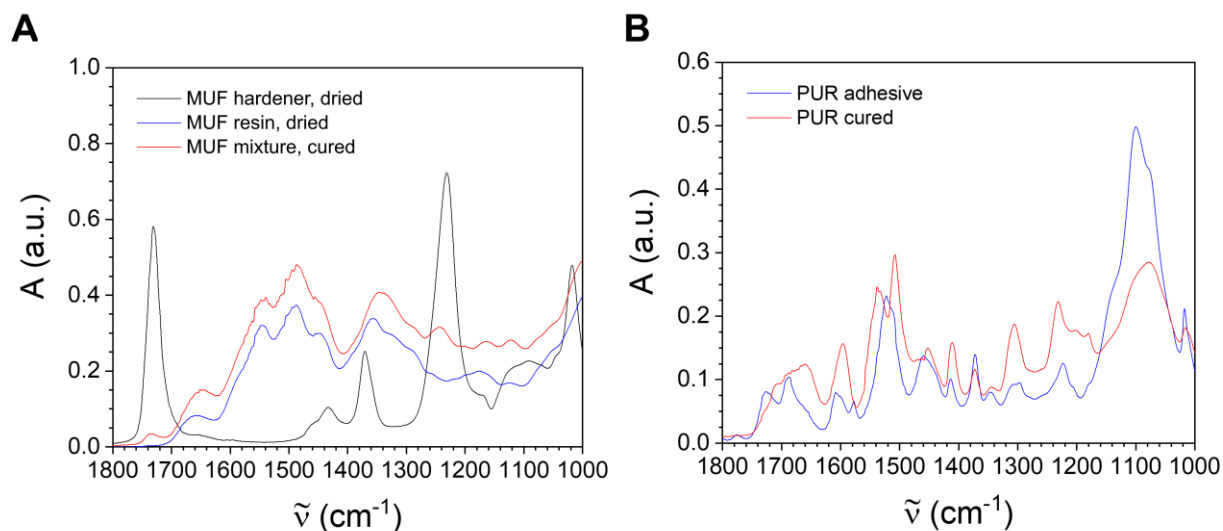 A
B
MUF hardener, dried
MUF resin, dried
MUF mixture, cured
PUR adhesive
PUR cured
A (a.u.)
1.0
0.8
0.6
0.4
0.2
0.0
1800 1700 1600 1500 1400 1300 1200 1100 1000
ṽ (cm⁻¹)
A (a.u.)
0.6
0.5
0.4
0.3
0.2
0.1
0.0
1800 1700 1600 1500 1400 1300 1200 1100 1000
ṽ (cm⁻¹)